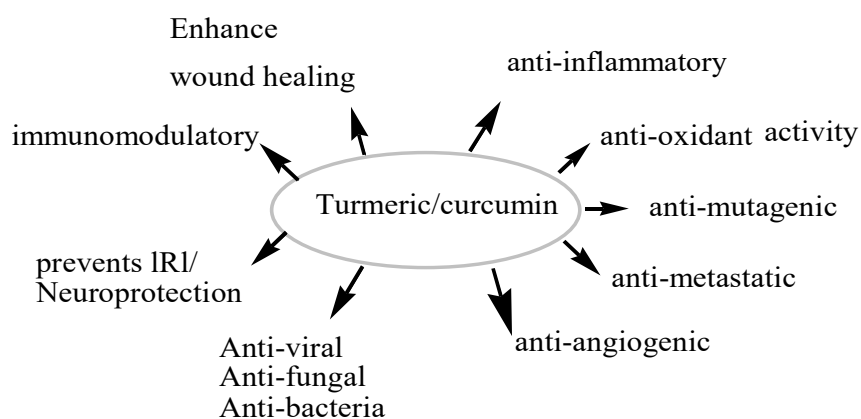 Enhance
wound healing
anti-inflammatory
immunomodulatory
anti-oxidant activity
Turmeric/curcumin
anti-mutagenic
prevents lRl/
Neuroprotection
anti-metastatic
anti-angiogenic
Anti-viral
Anti-fungal
Anti-bacteria